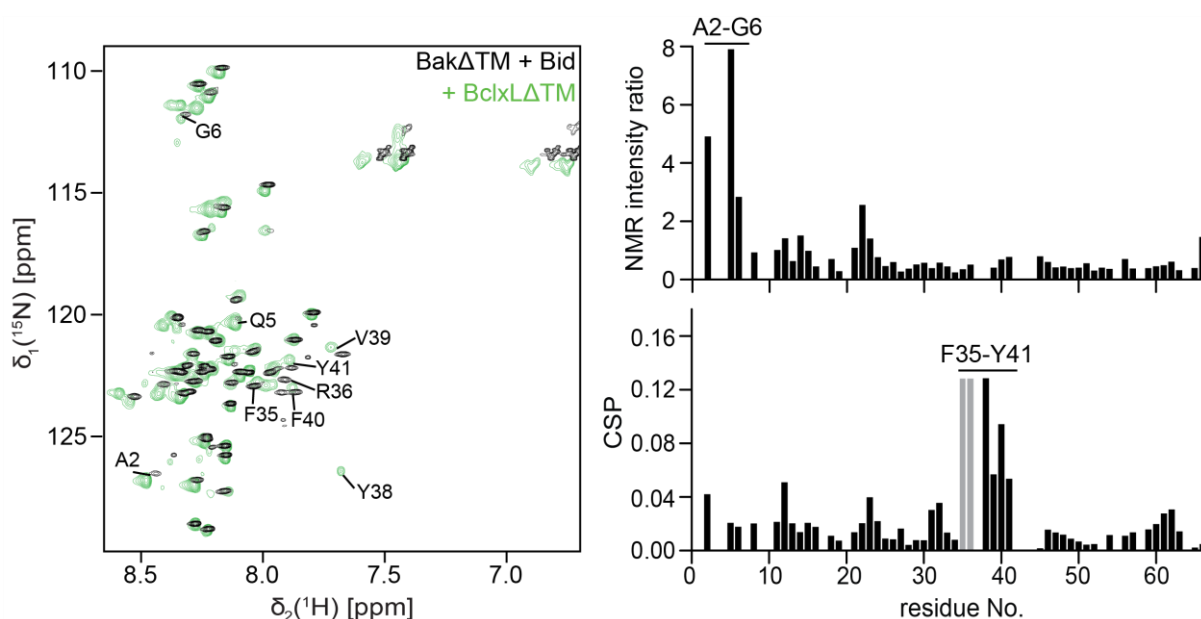 BakΔTM + Bid
+ BclxLΔTM
110
115
120
125
δ₁(¹⁵N) [ppm]
G6
Q5
V39
Y41
R36
F35
F40
A2
Y38
8.5
8.0
7.5
7.0
δ₂(¹H) [ppm]
A2-G6
8
6
4
2
0
NMR intensity ratio
F35-Y41
0.16
0.12
0.08
0.04
0.00
CSP
0
10
20
30
40
50
60
residue No.